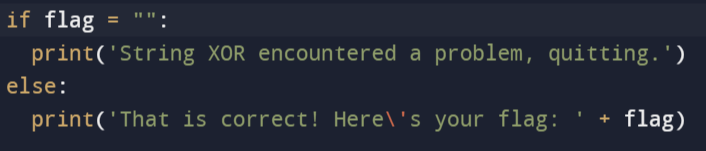 if flag = "":
  print('String XOR encountered a problem, quitting.')
else:
  print('That is correct! Here\'s your flag: ' + flag)